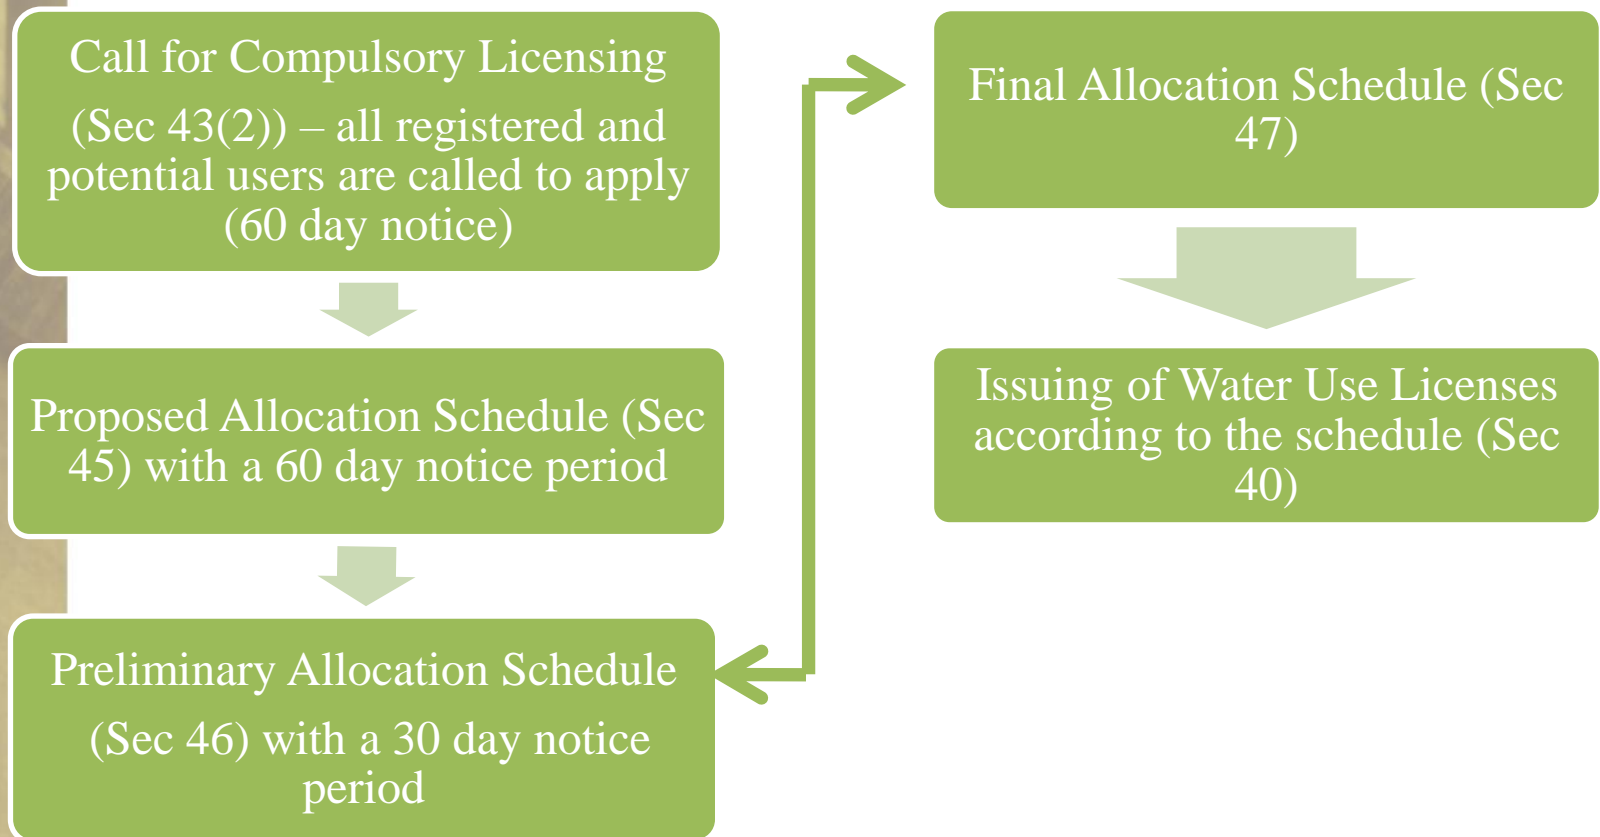 Call for Compulsory Licensing
(Sec 43(2)) – all registered and
potential users are called to apply
(60 day notice)
Proposed Allocation Schedule (Sec
45) with a 60 day notice period
Preliminary Allocation Schedule
(Sec 46) with a 30 day notice
period
Final Allocation Schedule (Sec
47)
Issuing of Water Use Licenses
according to the schedule (Sec
40)